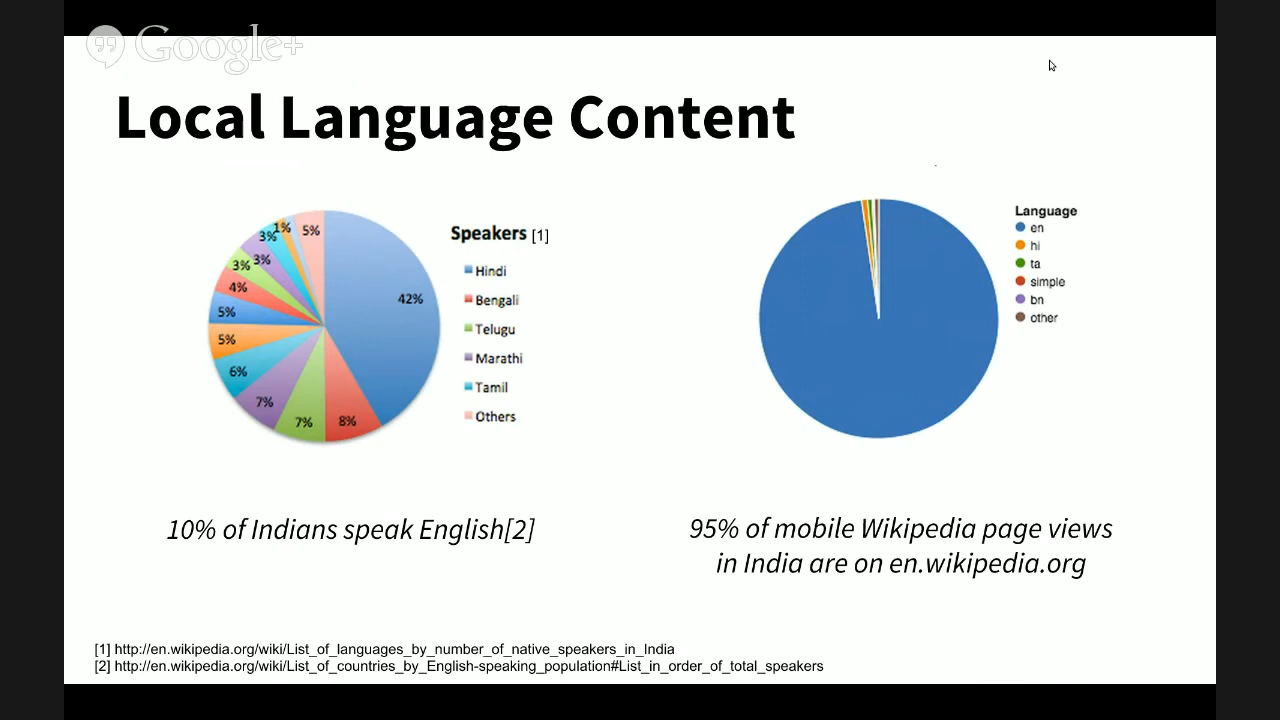 Google+
Local Language Content
Speakers [1]
Hindi
Bengali
Telugu
Marathi
Tamil
Others
42%
8%
7%
7%
6%
5%
5%
4%
3%
3%
3%
1%
5%
Language
en
hi
ta
simple
bn
other
10% of Indians speak English[2]
95% of mobile Wikipedia page views
in India are on en.wikipedia.org
[1] http://en.wikipedia.org/wiki/List_of_languages_by_number_of_native_speakers_in_India
[2] http://en.wikipedia.org/wiki/List_of_countries_by_English-speaking_population#List_in_order_of_total_speakers